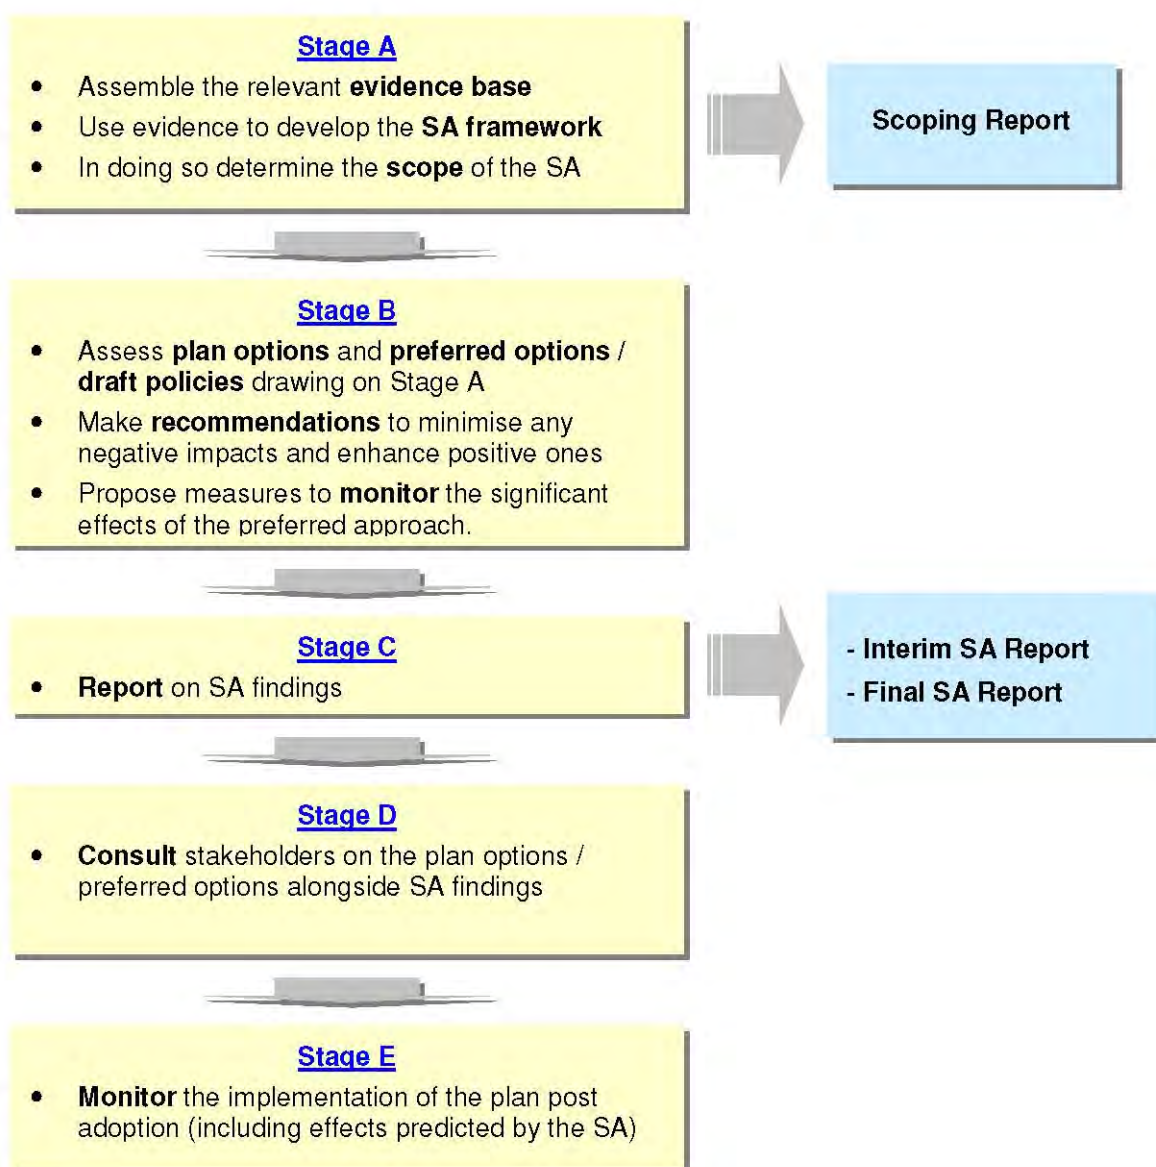 Stage A
• Assemble the relevant evidence base
• Use evidence to develop the SA framework
• In doing so determine the scope of the SA
Scoping Report
Stage B
• Assess plan options and preferred options /
draft policies drawing on Stage A
• Make recommendations to minimise any
negative impacts and enhance positive ones
• Propose measures to monitor the significant
effects of the preferred approach.
Stage C
• Report on SA findings
- Interim SA Report
- Final SA Report
Stage D
• Consult stakeholders on the plan options /
preferred options alongside SA findings
Stage E
• Monitor the implementation of the plan post
adoption (including effects predicted by the SA)